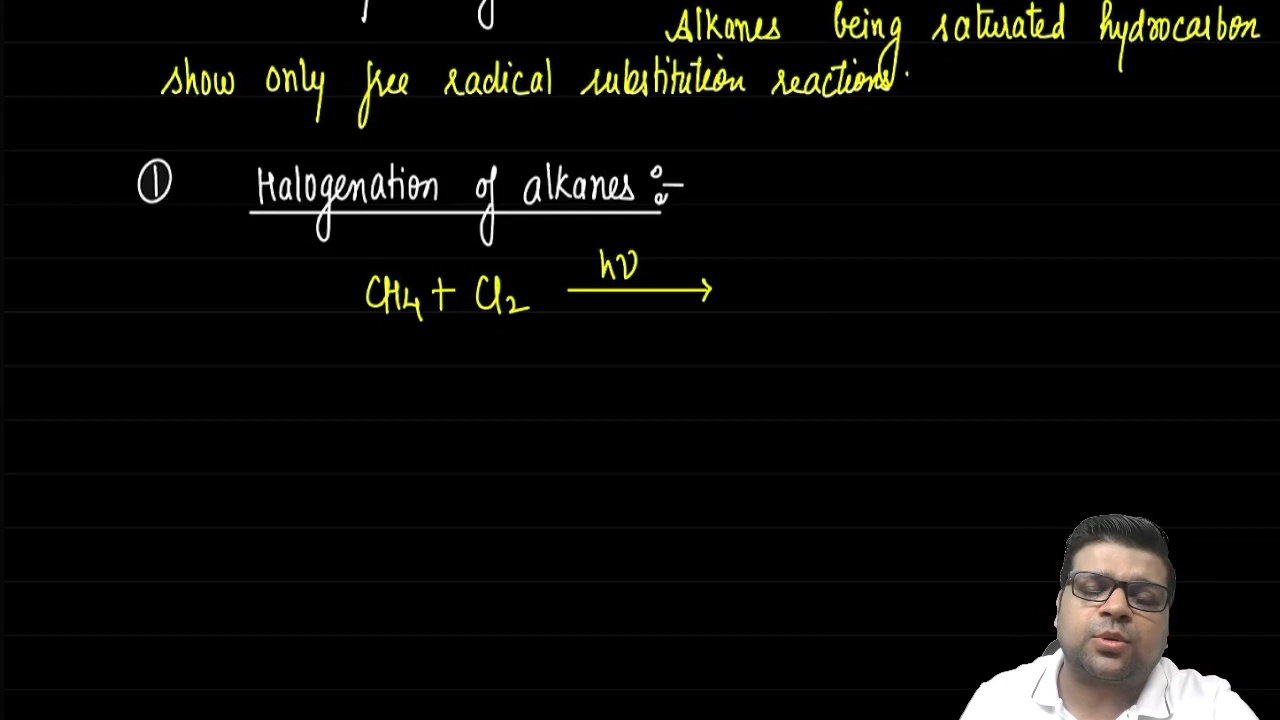 Alkanes being saturated hydrocarbon
show only free radical substitution reactions.
① Halogenation of alkanes :-
hν
CH4 + Cl2 ⟶